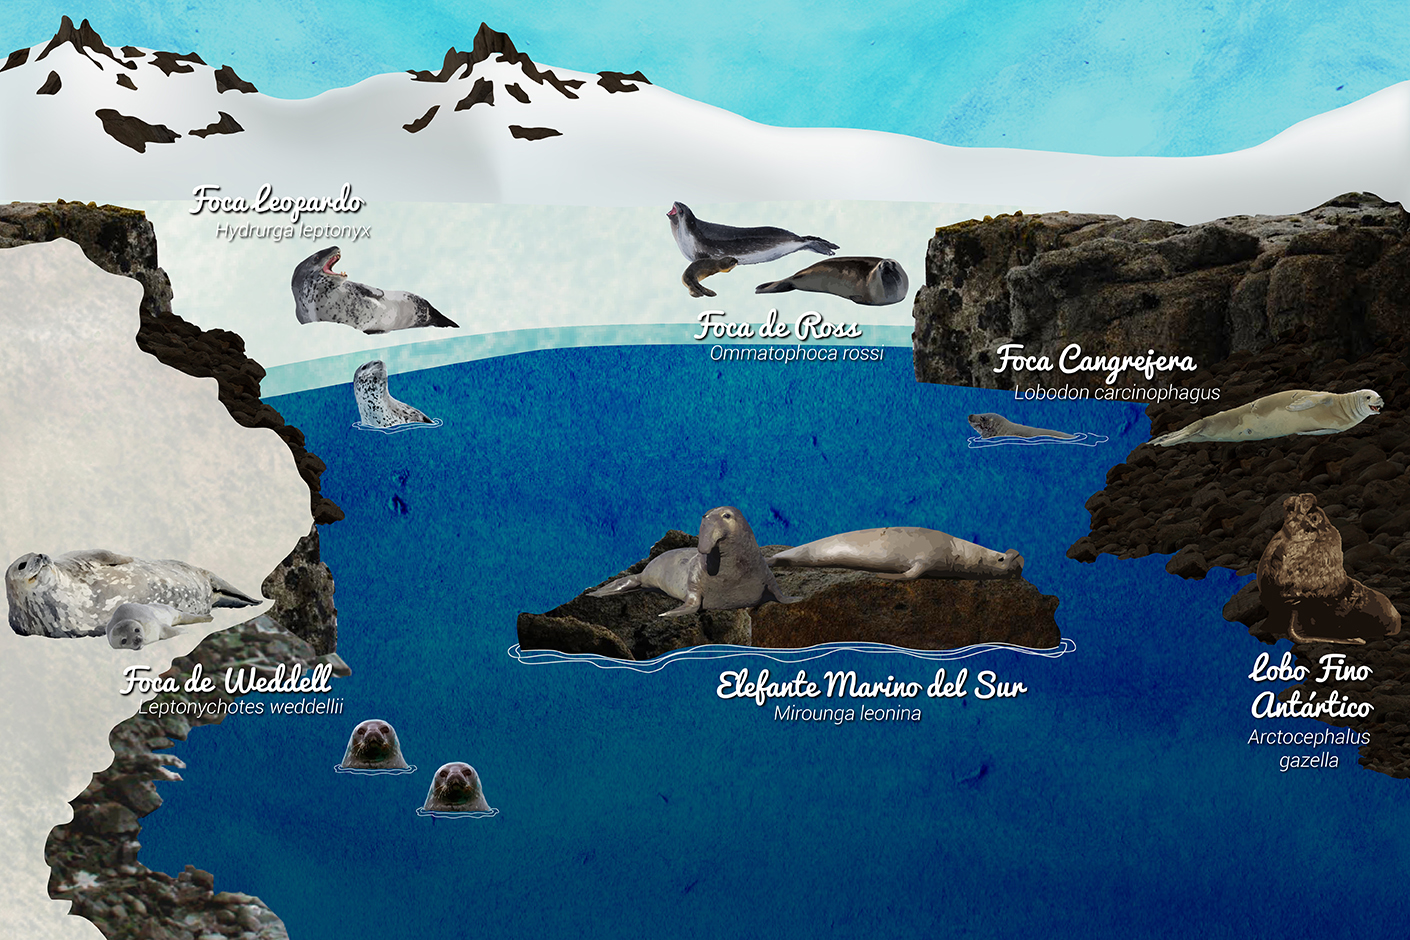 Foca Leopardo
Hydrurga leptonyx
Foca de Ross
Ommatophoca rossi
Foca Cangrejera
Lobodon carcinophagus
Foca de Weddell
Leptonychotes weddellii
Elefante Marino del Sur
Mirounga leonina
Lobo Fino
Antártico
Arctocephalus
gazella